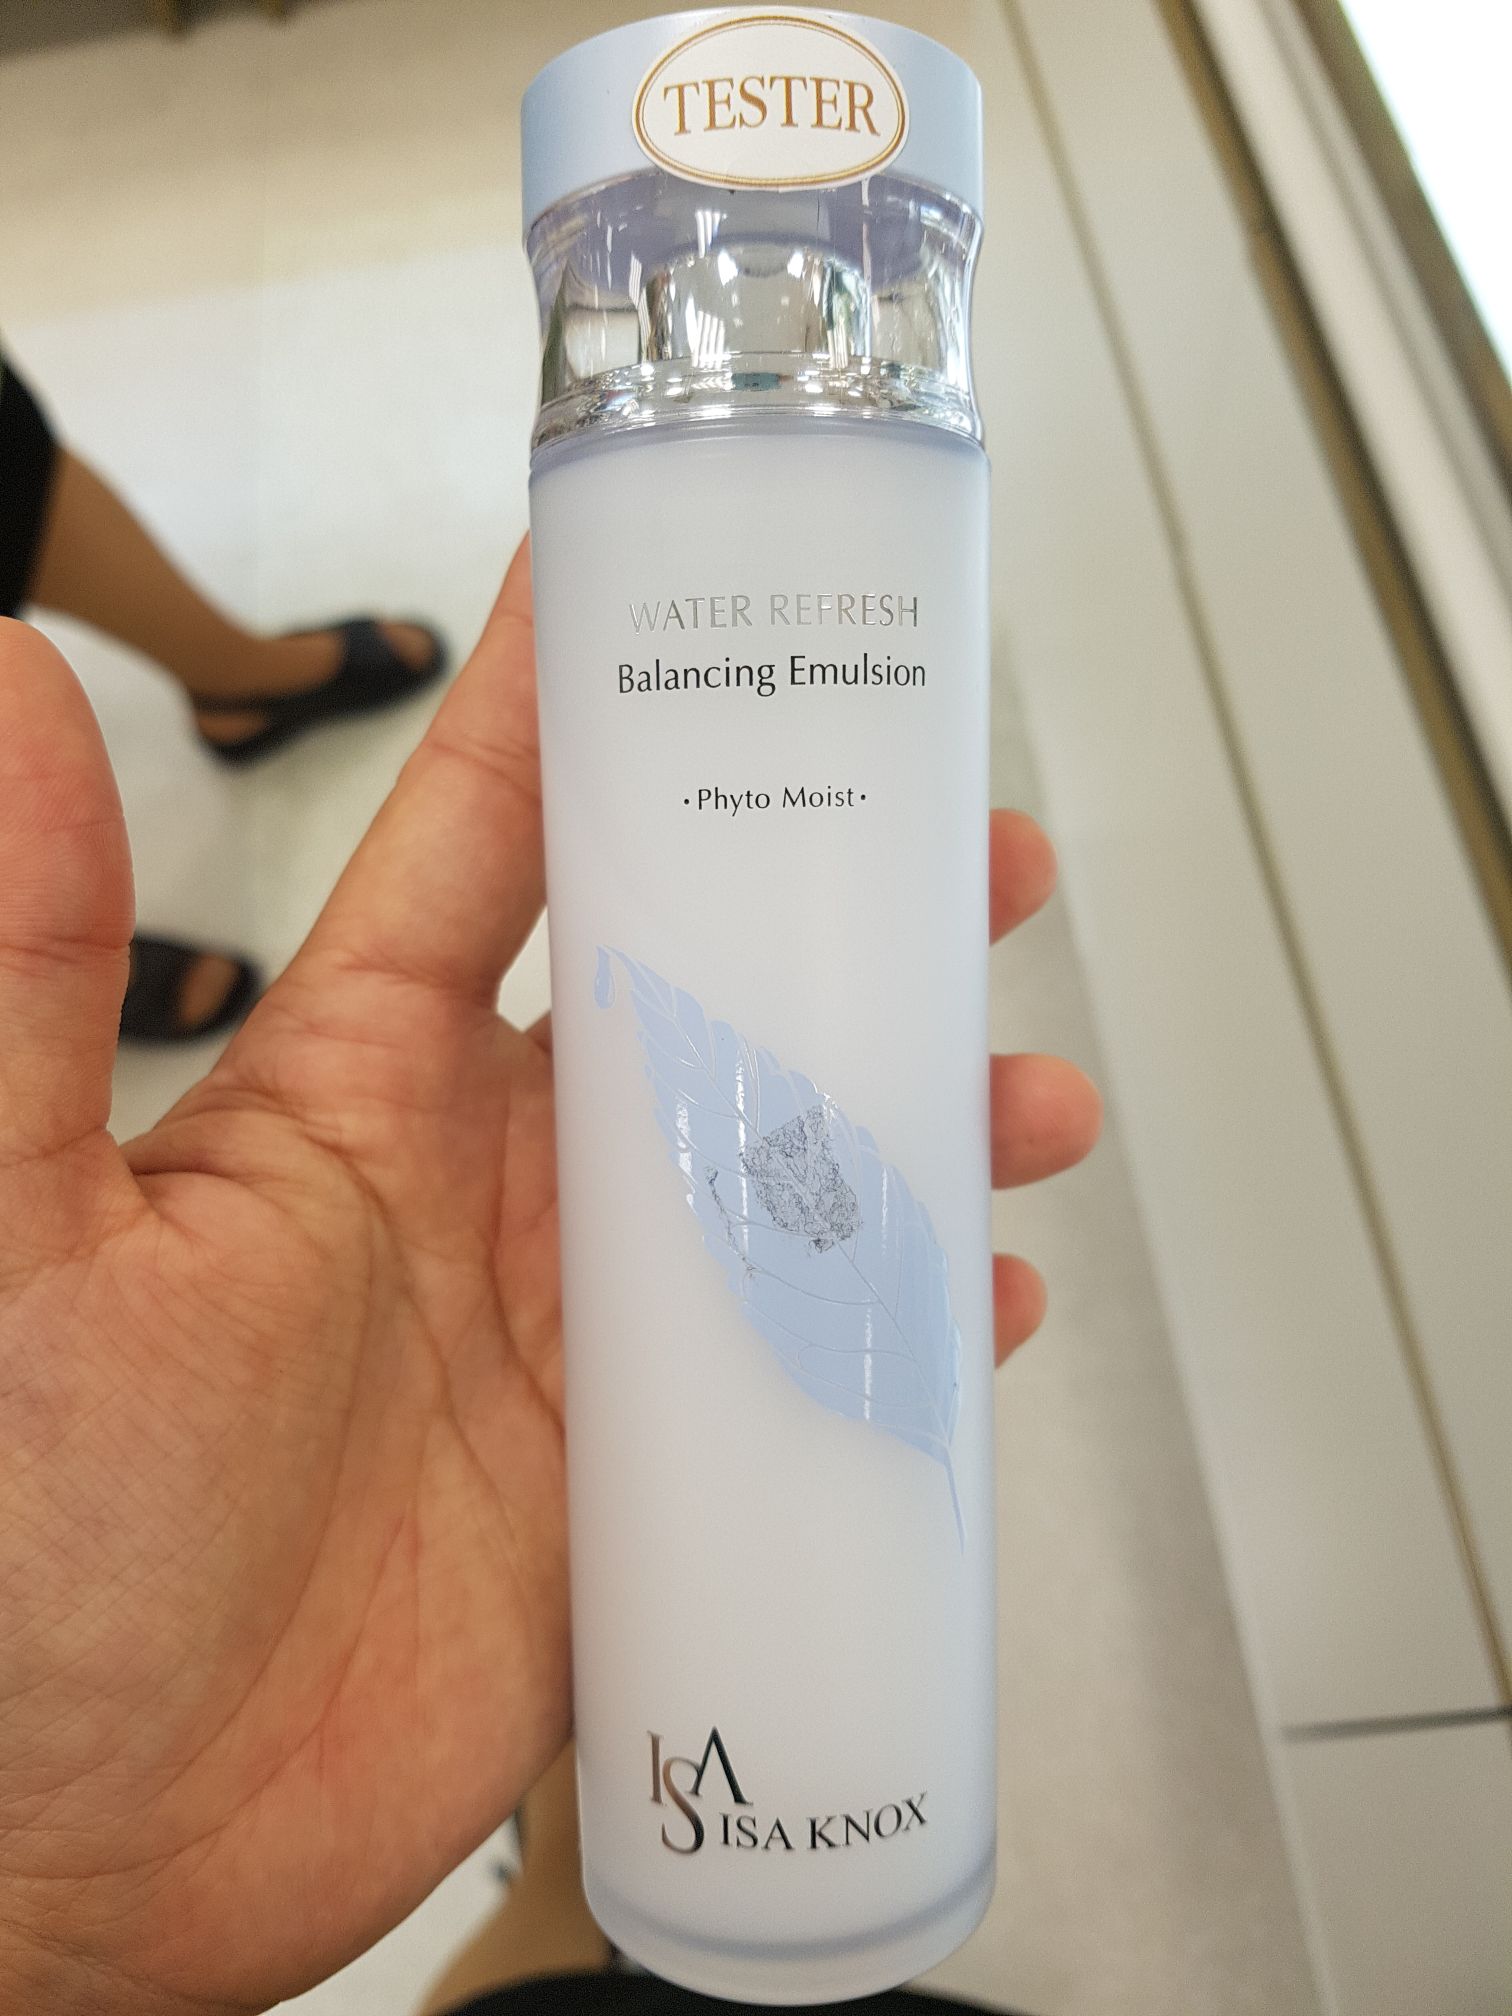 TESTER
WATER REFRESH
Balancing Emulsion
·Phyto Moist·
ISA
ISA KNOX